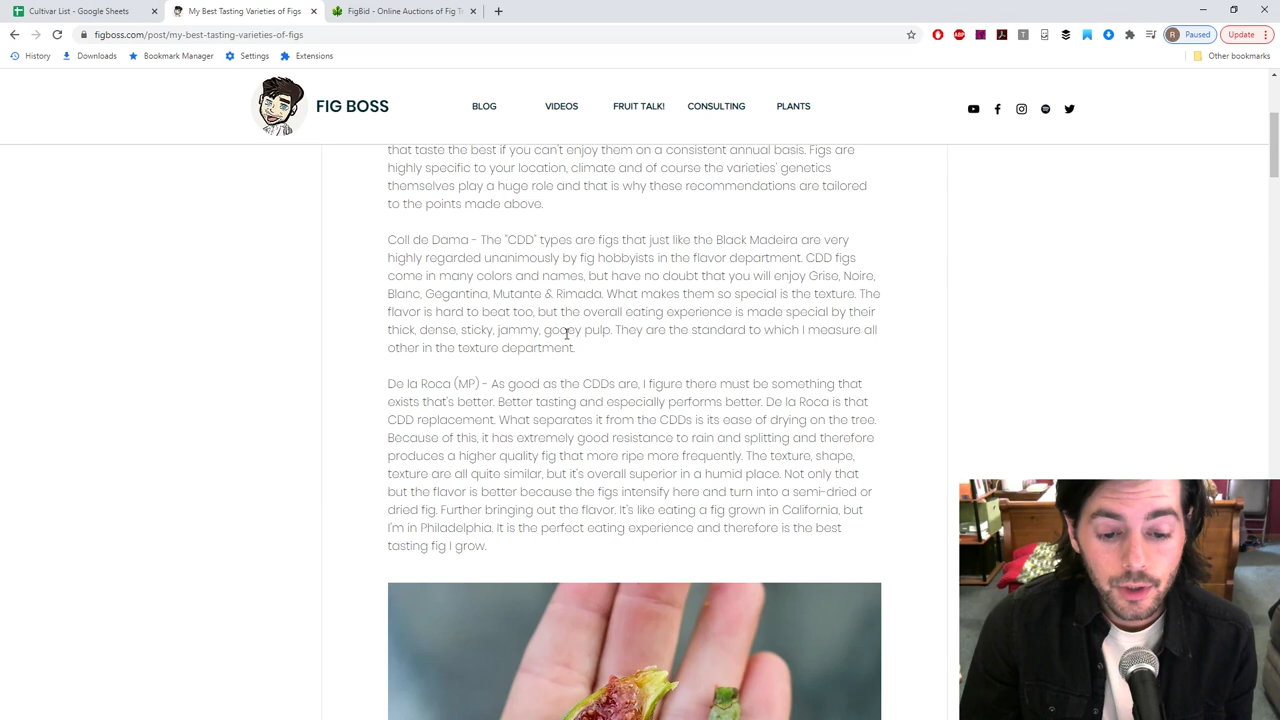 Cultivar List - Google Sheets
My Best Tasting Varieties of Figs
FigBid - Online Auctions of Fig T
figboss.com/post/my-best-tasting-varieties-of-figs
Paused
Update
History
Downloads
Bookmark Manager
Settings
Extensions
Other bookmarks
FIG BOSS
BLOG
VIDEOS
FRUIT TALK!
CONSULTING
PLANTS
that taste the best if you can't enjoy them on a consistent annual basis. Figs are
highly specific to your location, climate and of course the varieties' genetics
themselves play a huge role and that is why these recommendations are tailored
to the points made above.
Coll de Dama - The "CDD" types are figs that just like the Black Madeira are very
highly regarded unanimously by fig hobbyists in the flavor department. CDD figs
come in many colors and names, but have no doubt that you will enjoy Grise, Noire,
Blanc, Gegantina, Mutante & Rimada. What makes them so special is the texture. The
flavor is hard to beat too, but the overall eating experience is made special by their
thick, dense, sticky, jammy, gooey pulp. They are the standard to which I measure all
other in the texture department.
De la Roca (MP) - As good as the CDDs are, I figure there must be something that
exists that's better. Better tasting and especially performs better. De la Roca is that
CDD replacement. What separates it from the CDDs is its ease of drying on the tree.
Because of this, it has extremely good resistance to rain and splitting and therefore
produces a higher quality fig that more ripe more frequently. The texture, shape,
texture are all quite similar, but it's overall superior in a humid place. Not only that
but the flavor is better because the figs intensify here and turn into a semi-dried or
dried fig. Further bringing out the flavor. It's like eating a fig grown in California, but
I'm in Philadelphia. It is the perfect eating experience and therefore is the best
tasting fig I grow.